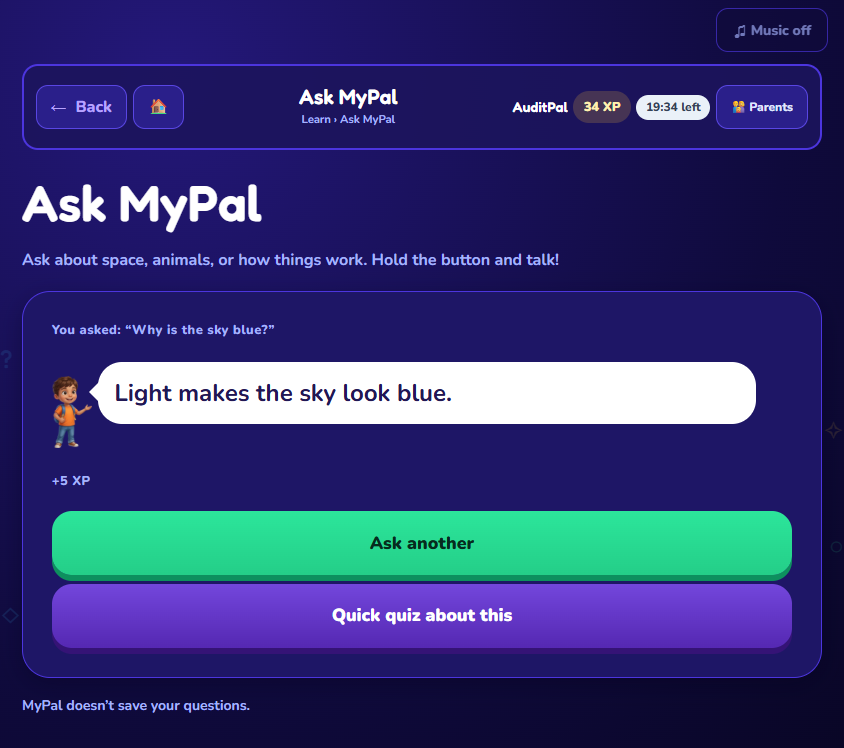 ♫ Music off
← Back
Ask MyPal
Learn › Ask MyPal
AuditPal
34 XP
19:34 left
Parents
Ask MyPal
Ask about space, animals, or how things work. Hold the button and talk!
You asked: “Why is the sky blue?”
Light makes the sky look blue.
+5 XP
Ask another
Quick quiz about this
MyPal doesn’t save your questions.
?